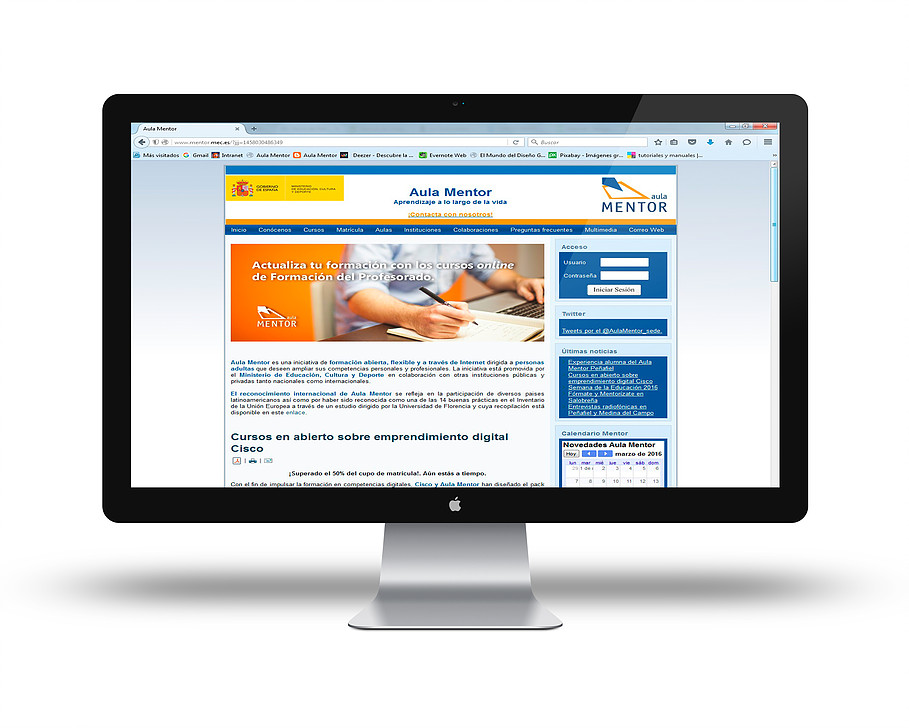 Aula Mentor
www.mentor.mec.es/?jjj=1458030486349
Buscar
Más visitados Gmail Intranet Aula Mentor Aula Mentor Deezer - Descubre la ... Evernote Web El Mundo del Diseño G... Pixabay - Imágenes gr... tutoriales y manuales |...
GOBIERNO DE ESPAÑA
MINISTERIO DE EDUCACIÓN, CULTURA Y DEPORTE
Aula Mentor
Aprendizaje a lo largo de la vida
¡Contacta con nosotros!
aula
MENTOR
Inicio Conócenos Cursos Matrícula Aulas Instituciones Colaboraciones Preguntas frecuentes Multimedia Correo Web
Actualiza tu formación con los cursos online
de Formación del Profesorado
aula
MENTOR
Aula Mentor es una iniciativa de formación abierta, flexible y a través de Internet dirigida a personas
adultas que deseen ampliar sus competencias personales y profesionales. La iniciativa está promovida por
el Ministerio de Educación, Cultura y Deporte en colaboración con otras instituciones públicas y
privadas tanto nacionales como internacionales.
El reconocimiento internacional de Aula Mentor se refleja en la participación de diversos países
latinoamericanos así como por haber sido reconocida como una de las 14 buenas prácticas en el Inventario
de la Unión Europea a través de un estudio dirigido por la Universidad de Florencia y cuya recopilación está
disponible en este enlace.
Cursos en abierto sobre emprendimiento digital
Cisco
¡Superado el 50% del cupo de matrícula!. Aún estás a tiempo.
Con el fin de impulsar la formación en competencias digitales, Cisco y Aula Mentor han diseñado el pack
Acceso
Usuario
Contraseña
Iniciar Sesión
Twitter
Tweets por el @AulaMentor_sede.
Últimas noticias
Experiencia alumna del Aula
Mentor Peñafiel
Cursos en abierto sobre
emprendimiento digital Cisco
Semana de la Educación 2016
Fórmate y Mentorízate en
Salobreña
Entrevistas radiofónicas en
Peñafiel y Medina del Campo
Calendario Mentor
Novedades Aula Mentor
Hoy marzo de 2016
lun mar mié jue vie sáb dom
29 1 de 2 3 4 5 6
7 8 9 10 11 12 13